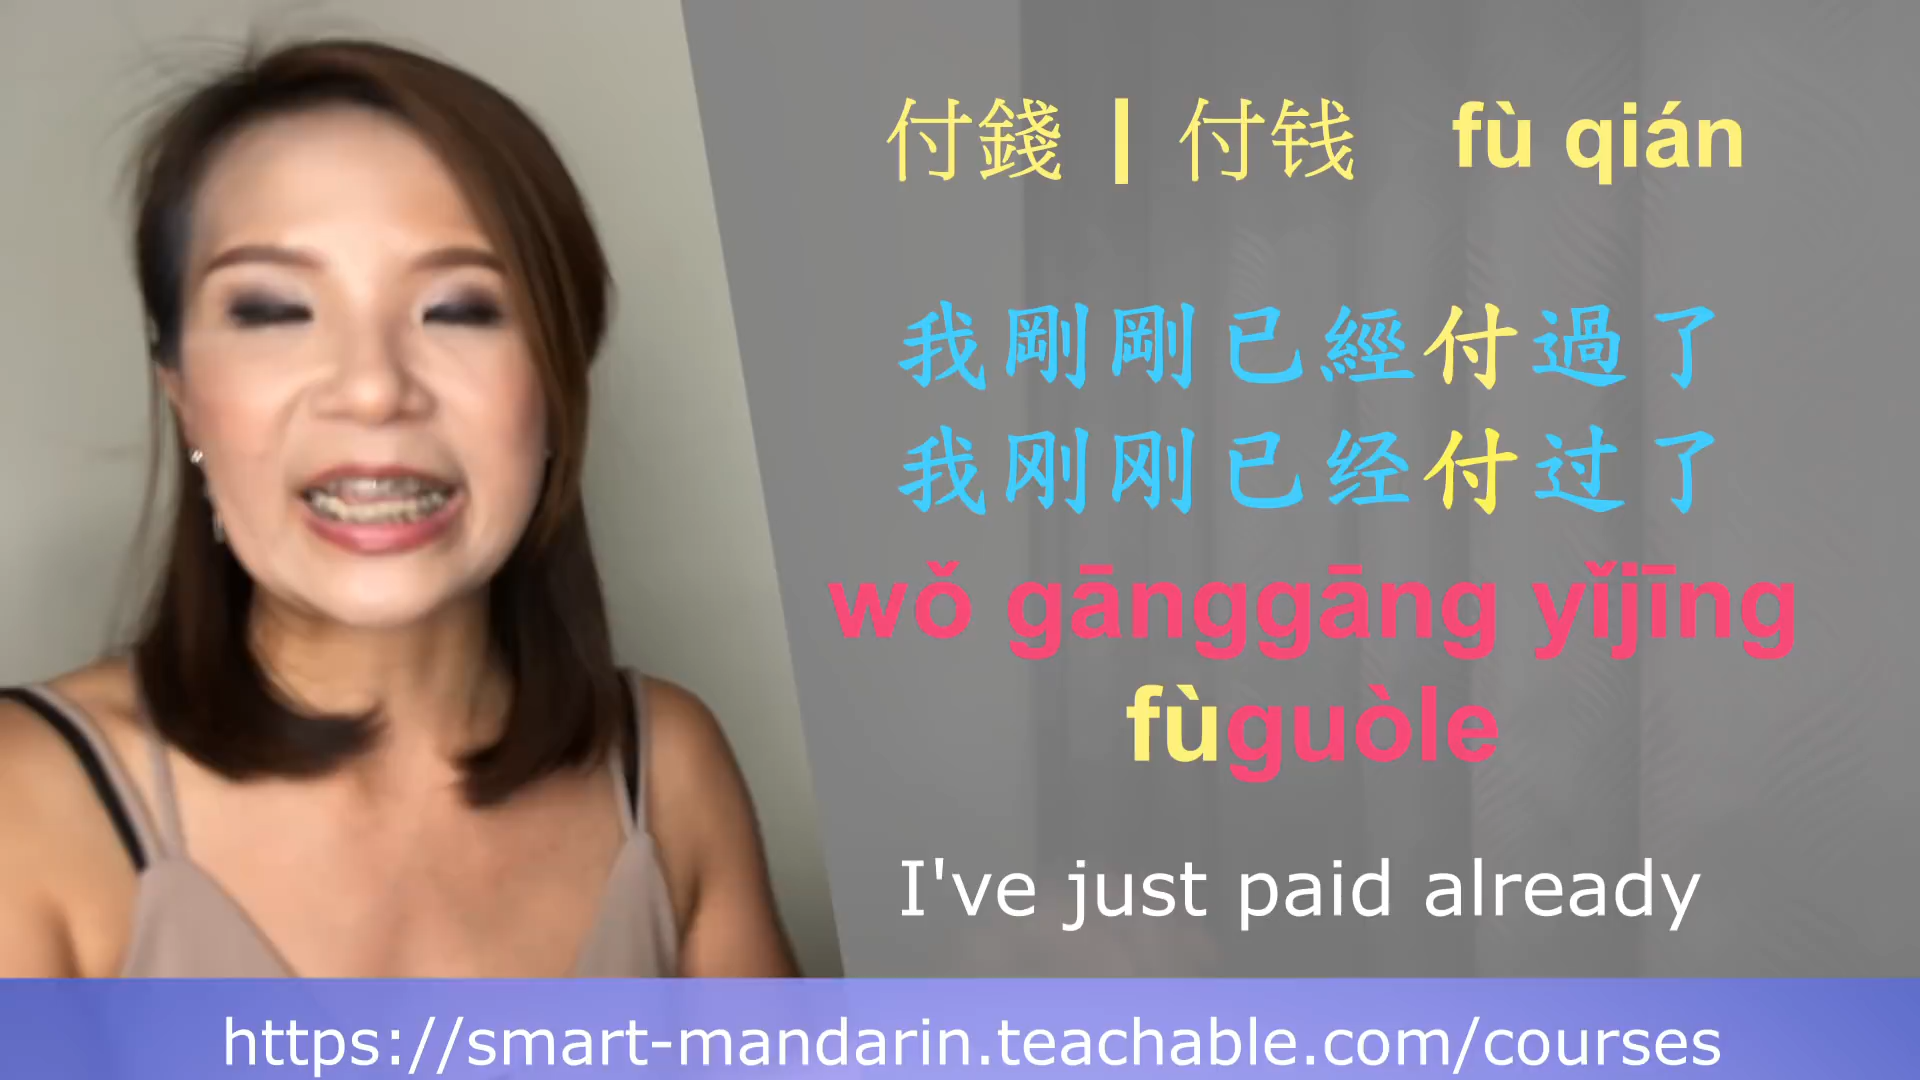 付錢 | 付钱 fù qián
我剛剛已經付過了
我刚刚已经付过了
wǒ gānggāng yǐjīng
fùguòle
I've just paid already
https://smart-mandarin.teachable.com/courses